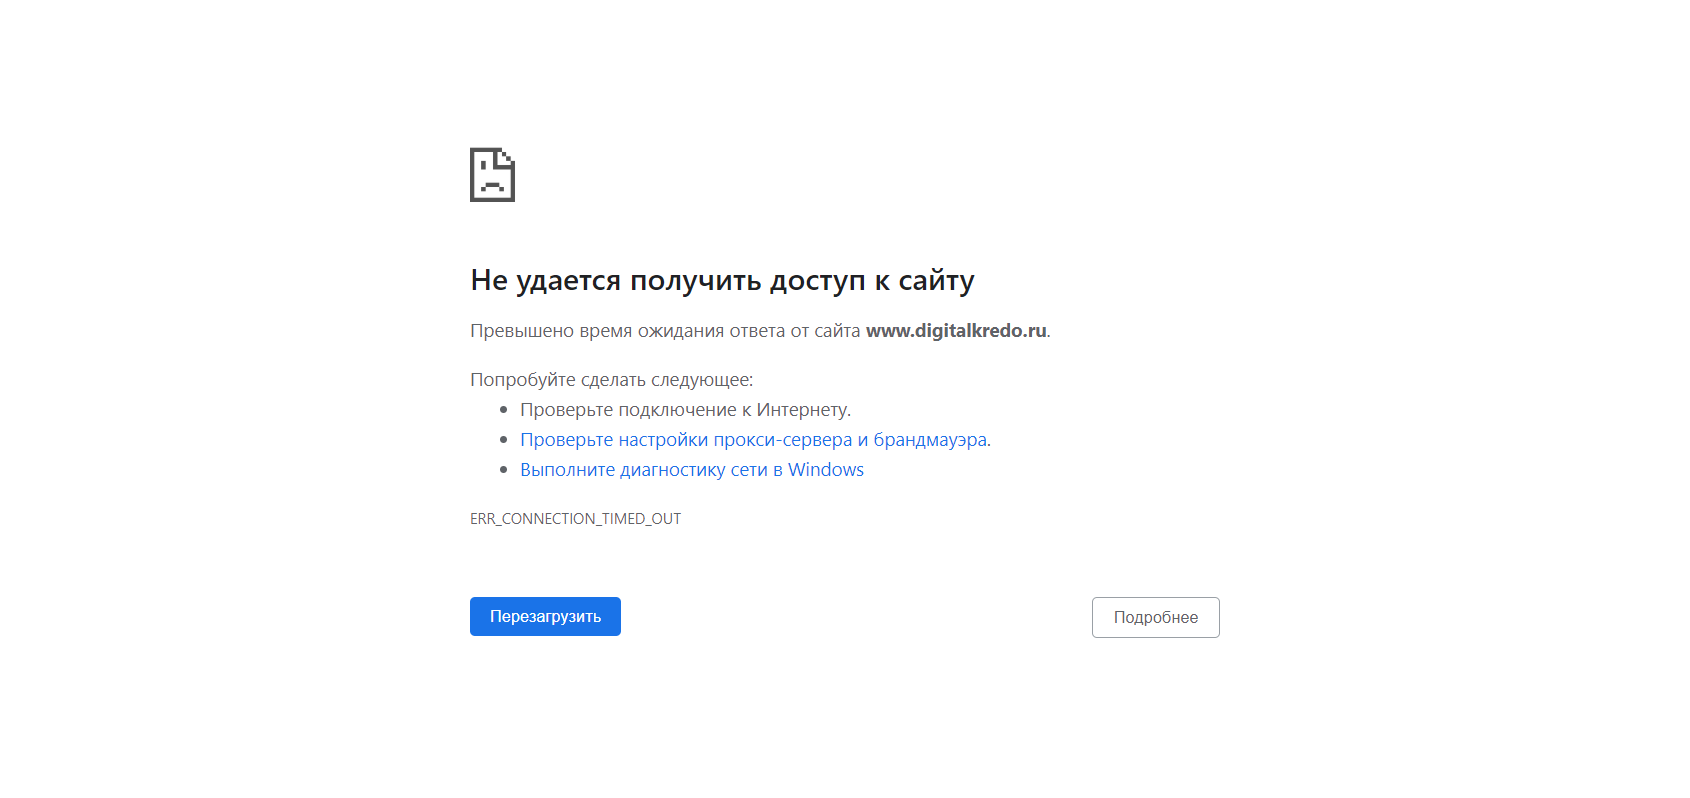 Не удается получить доступ к сайту
Превышено время ожидания ответа от сайта www.digitalkredo.ru.
Попробуйте сделать следующее:
Проверьте подключение к Интернету.
Проверьте настройки прокси-сервера и брандмауэра.
Выполните диагностику сети в Windows
ERR_CONNECTION_TIMED_OUT
Перезагрузить
Подробнее